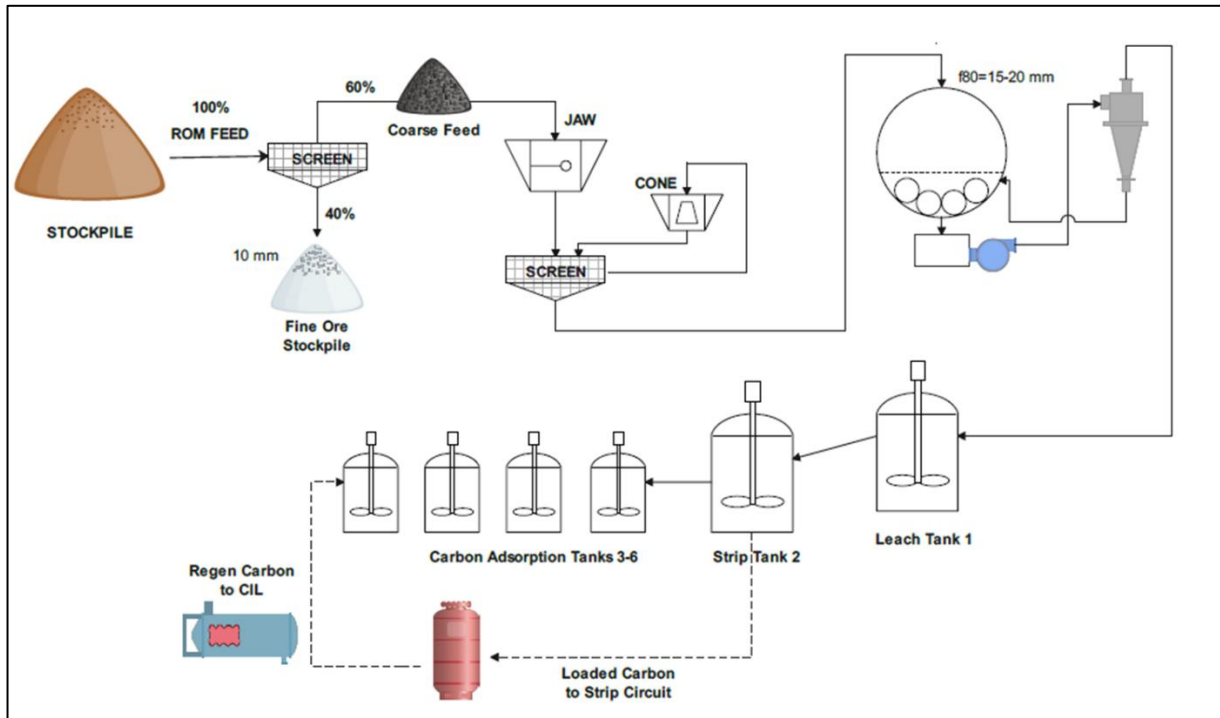 60%
100%
ROM FEED
Coarse Feed
JAW
f80=15-20 mm
SCREEN
CONE
STOCKPILE
40%
10 mm
SCREEN
Fine Ore
Stockpile
Leach Tank 1
Carbon Adsorption Tanks 3-6
Strip Tank 2
Regen Carbon
to CIL
Loaded Carbon
to Strip Circuit